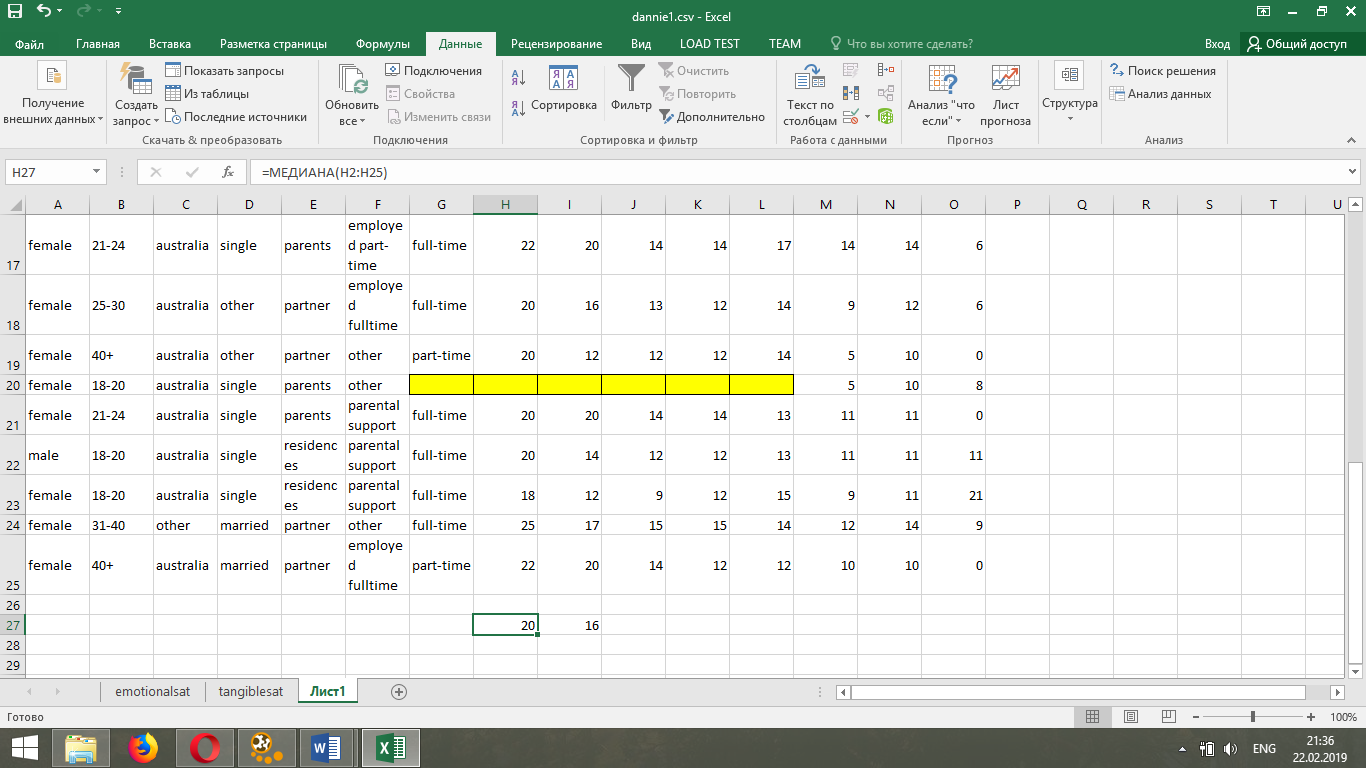 dannie1.csv - Excel
Файл Главная Вставка Разметка страницы Формулы Данные Рецензирование Вид LOAD TEST TEAM Что вы хотите сделать? Вход Общий доступ
Получение внешних данных
Создать запрос
Показать запросы
Из таблицы
Последние источники
Скачать & преобразовать
Обновить все
Подключения
Свойства
Изменить связи
Подключения
Сортировка
Фильтр
Очистить
Повторить
Дополнительно
Сортировка и фильтр
Текст по столбцам
Работа с данными
Анализ "что если"
Лист прогноза
Прогноз
Структура
Поиск решения
Анализ данных
Анализ
H27 fx =МЕДИАНА(H2:H25)
A B C D E F G H I J K L M N O P Q R S T U
17 female 21-24 australia single parents employed part-time full-time 22 20 14 14 17 14 14 6
18 female 25-30 australia other partner employed fulltime full-time 20 16 13 12 14 9 12 6
19 female 40+ australia other partner other part-time 20 12 12 12 14 5 10 0
20 female 18-20 australia single parents other 5 10 8
21 female 21-24 australia single parents parental support full-time 20 20 14 14 13 11 11 0
22 male 18-20 australia single residences parental support full-time 20 14 12 12 13 11 11 11
23 female 18-20 australia single residences parental support full-time 18 12 9 12 15 9 11 21
24 female 31-40 other married partner other full-time 25 17 15 15 14 12 14 9
25 female 40+ australia married partner employed fulltime part-time 22 20 14 12 12 10 10 0
26
27 20 16
28
29
emotionalsat tangiblesat Лист1
Готово 100%
ENG 21:36
22.02.2019